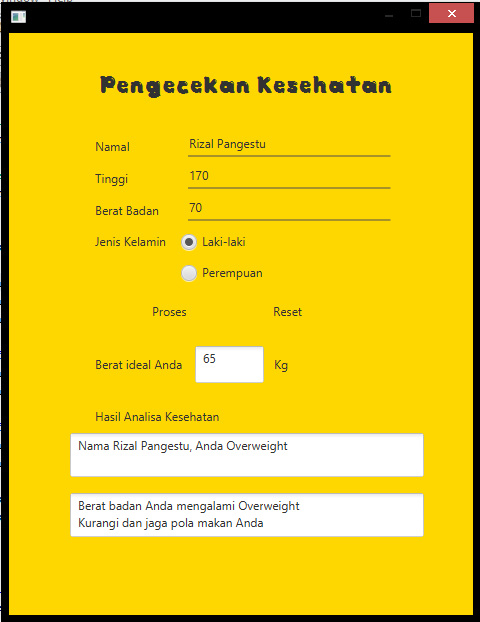 Pengecekan Kesehatan
Namal Rizal Pangestu
Tinggi 170
Berat Badan 70
Jenis Kelamin Laki-laki
Perempuan
Proses Reset
Berat ideal Anda 65 Kg
Hasil Analisa Kesehatan
Nama Rizal Pangestu, Anda Overweight
Berat badan Anda mengalami Overweight
Kurangi dan jaga pola makan Anda